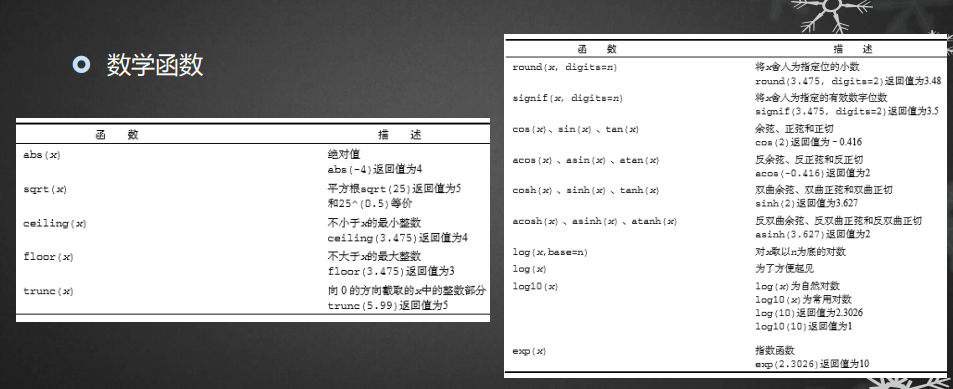 数学函数
函 数 描 述
abs(x) 绝对值
abs(-4)返回值为4
sqrt(x) 平方根sqrt(25)返回值为5
和25^(0.5)等价
ceiling(x) 不小于x的最小整数
ceiling(3.475)返回值为4
floor(x) 不大于x的最大整数
floor(3.475)返回值为3
trunc(x) 向0的方向截取的x中的整数部分
trunc(5.99)返回值为5
函 数 描 述
round(x, digits=n) 将x舍入为指定位的小数
round(3.475, digits=2)返回值为3.48
signif(x, digits=n) 将x舍入为指定的有效数字位数
signif(3.475, digits=2)返回值为3.5
cos(x)、sin(x)、tan(x) 余弦、正弦和正切
cos(2)返回值为–0.416
acos(x)、asin(x)、atan(x) 反余弦、反正弦和反正切
acos(-0.416)返回值为2
cosh(x)、sinh(x)、tanh(x) 双曲余弦、双曲正弦和双曲正切
sinh(2)返回值为3.627
acosh(x)、asinh(x)、atanh(x) 反双曲余弦、反双曲正弦和反双曲正切
asinh(3.627)返回值为2
log(x,base=n) 对x取以n为底的对数
log(x) 为了方便起见
log10(x) log(x)为自然对数
log10(x)为常用对数
log(10)返回值为2.3026
log10(10)返回值为1
exp(x) 指数函数
exp(2.3026)返回值为10